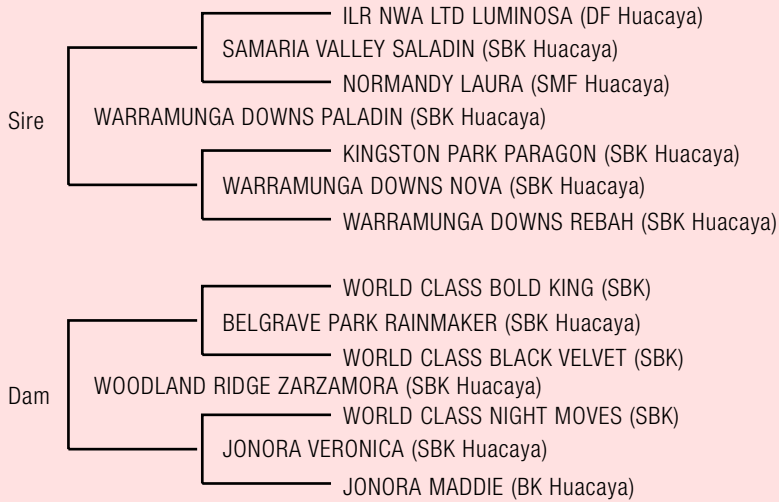 ILR NWA LTD LUMINOSA (DF Huacaya)
SAMARIA VALLEY SALADIN (SBK Huacaya)
NORMANDY LAURA (SMF Huacaya)
Sire
WARRAMUNGA DOWNS PALADIN (SBK Huacaya)
KINGSTON PARK PARAGON (SBK Huacaya)
WARRAMUNGA DOWNS NOVA (SBK Huacaya)
WARRAMUNGA DOWNS REBAH (SBK Huacaya)
WORLD CLASS BOLD KING (SBK)
BELGRAVE PARK RAINMAKER (SBK Huacaya)
WORLD CLASS BLACK VELVET (SBK)
Dam
WOODLAND RIDGE ZARZAMORA (SBK Huacaya)
WORLD CLASS NIGHT MOVES (SBK)
JONORA VERONICA (SBK Huacaya)
JONORA MADDIE (BK Huacaya)